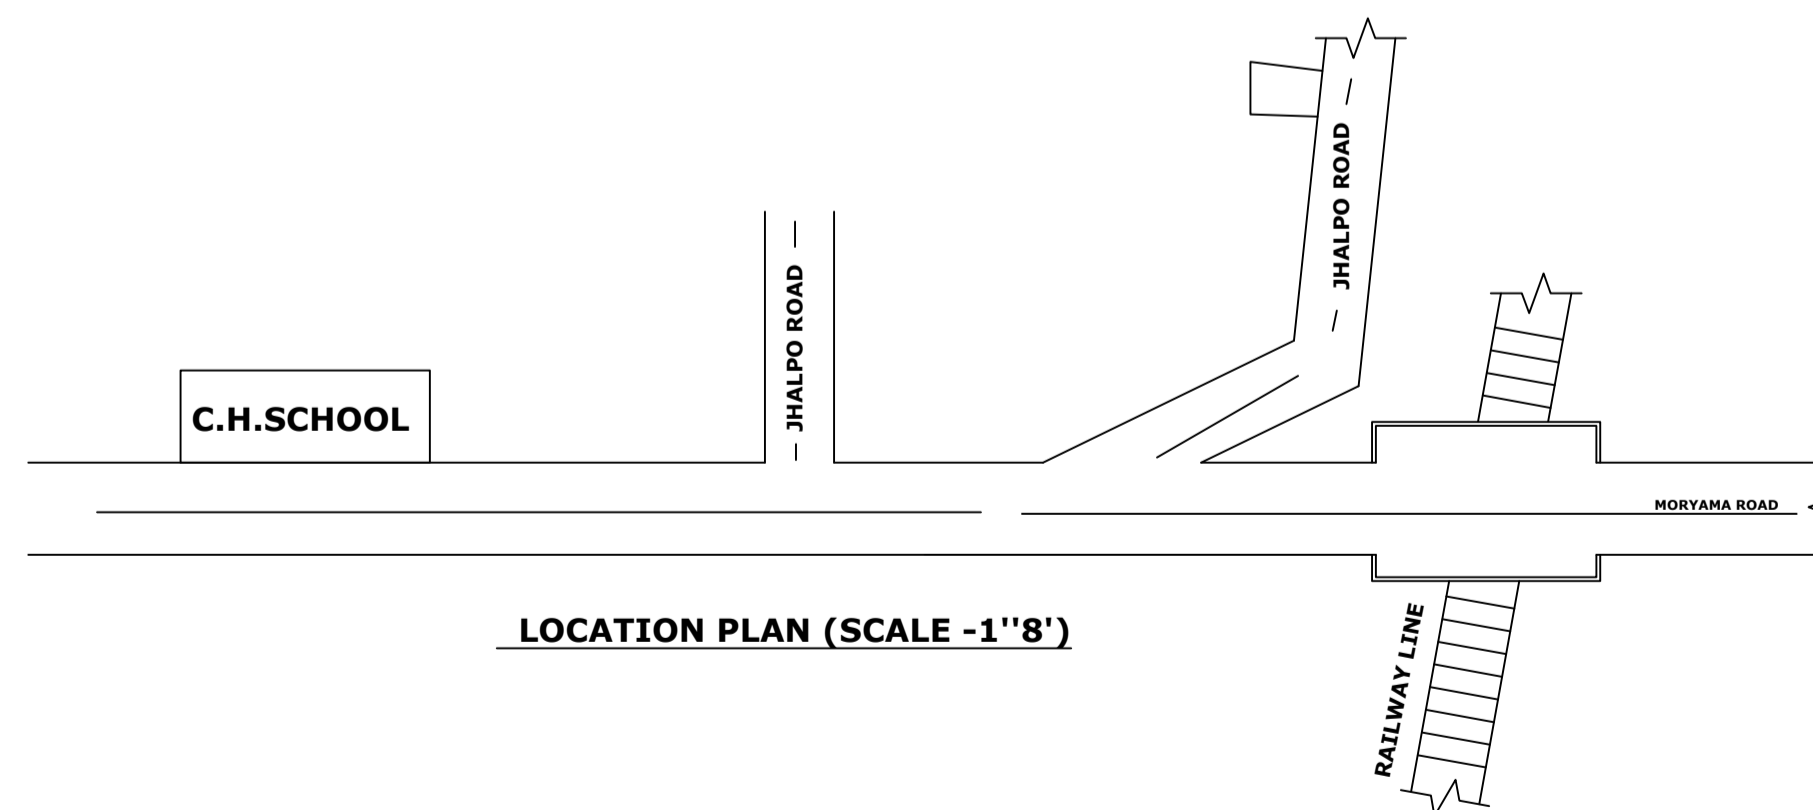 JHALPO ROAD
JHALPO ROAD
C.H.SCHOOL
MORYAMA ROAD
LOCATION PLAN (SCALE -1''8')
RAILWAY LINE